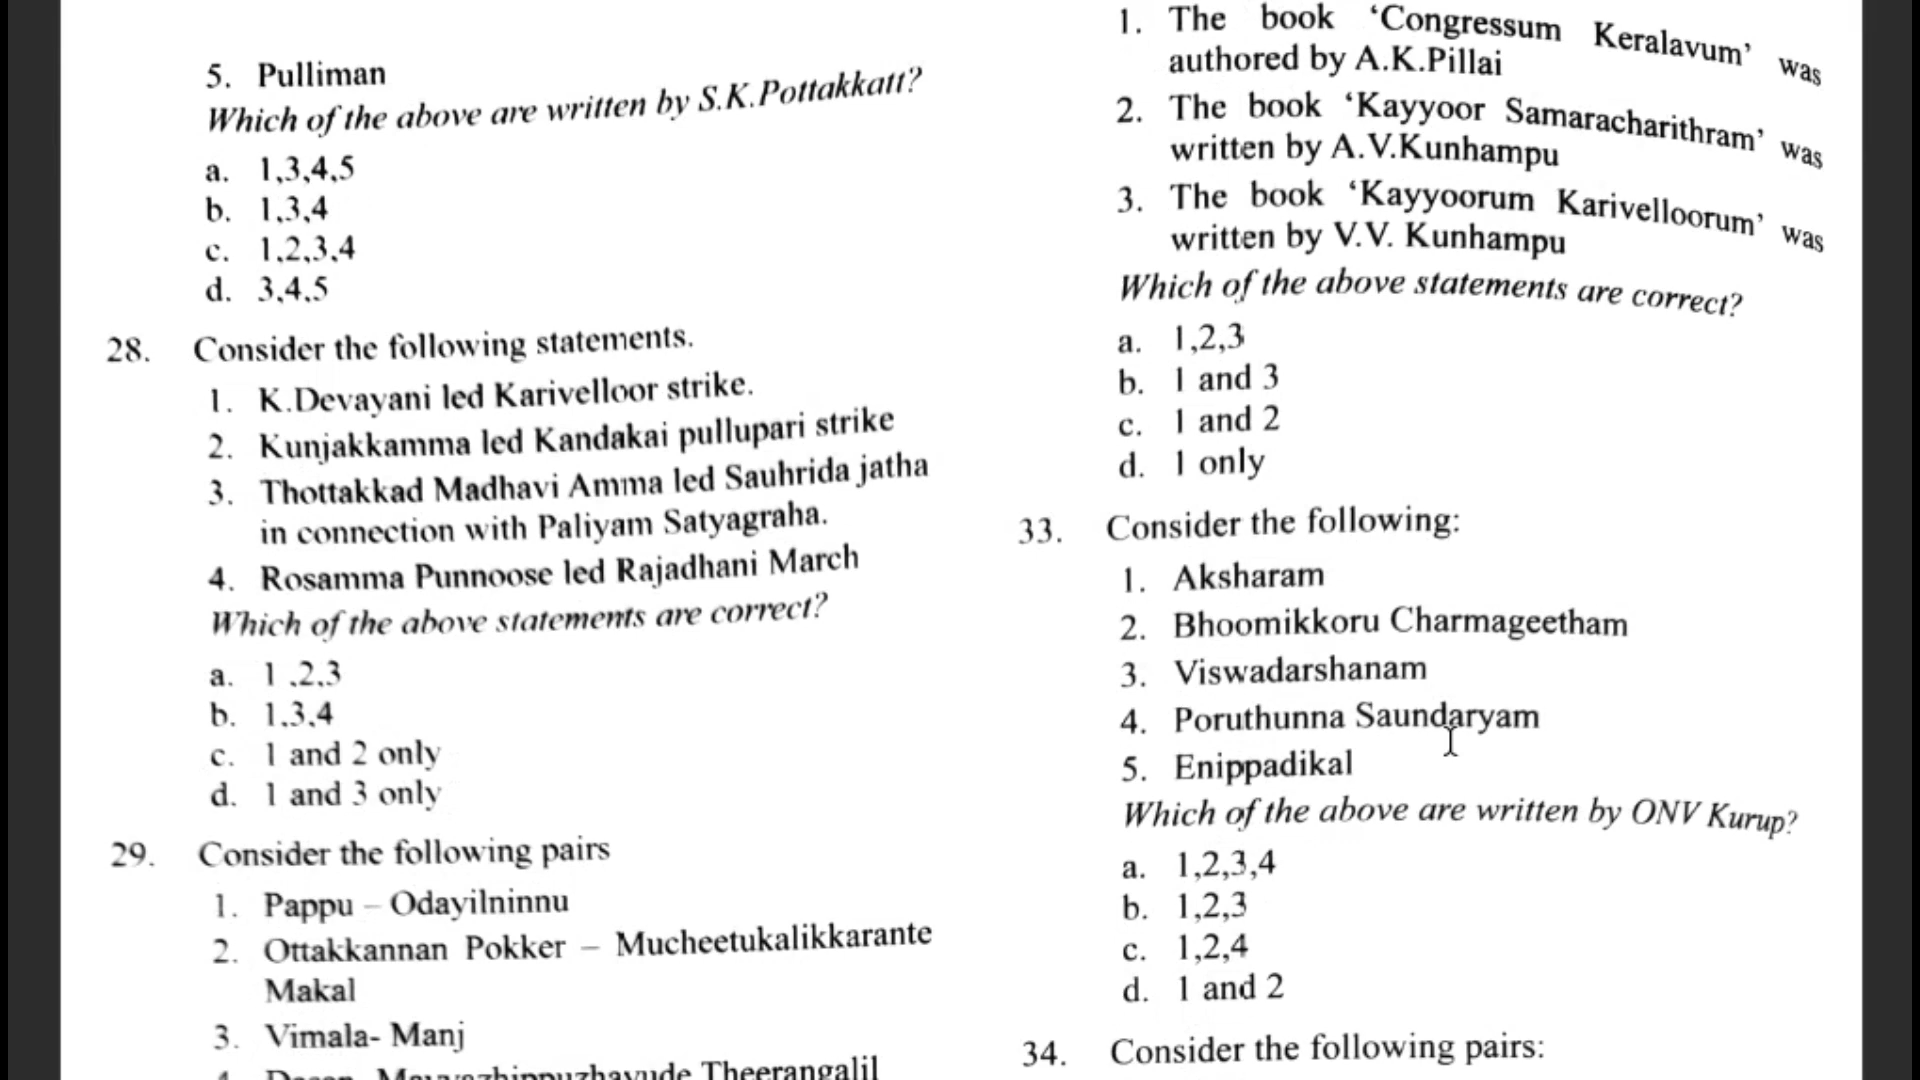 5. Pulliman
Which of the above are written by S.K.Pottakkatt?
a. 1,3,4,5
b. 1,3,4
c. 1,2,3,4
d. 3,4,5
28. Consider the following statements.
1. K.Devayani led Karivelloor strike.
2. Kunjakkamma led Kandakai pullupari strike
3. Thottakkad Madhavi Amma led Sauhrida jatha
in connection with Paliyam Satyagraha.
4. Rosamma Punnoose led Rajadhani March
Which of the above statements are correct?
a. 1 ,2,3
b. 1,3,4
c. 1 and 2 only
d. 1 and 3 only
29. Consider the following pairs
1. Pappu – Odayilninnu
2. Ottakkannan Pokker – Mucheetukalikkarante
Makal
3. Vimala- Manj
Theerangalil
1. The book ‘Congressum Keralavum’ was
authored by A.K.Pillai
2. The book ‘Kayyoor Samaracharithram’ was
written by A.V.Kunhampu
3. The book ‘Kayyoorum Karivelloorum’ was
written by V.V. Kunhampu
Which of the above statements are correct?
a. 1,2,3
b. 1 and 3
c. 1 and 2
d. 1 only
33. Consider the following:
1. Aksharam
2. Bhoomikkoru Charmageetham
3. Viswadarshanam
4. Poruthunna Saundaryam
5. Enippadikal
Which of the above are written by ONV Kurup?
a. 1,2,3,4
b. 1,2,3
c. 1,2,4
d. 1 and 2
34. Consider the following pairs: